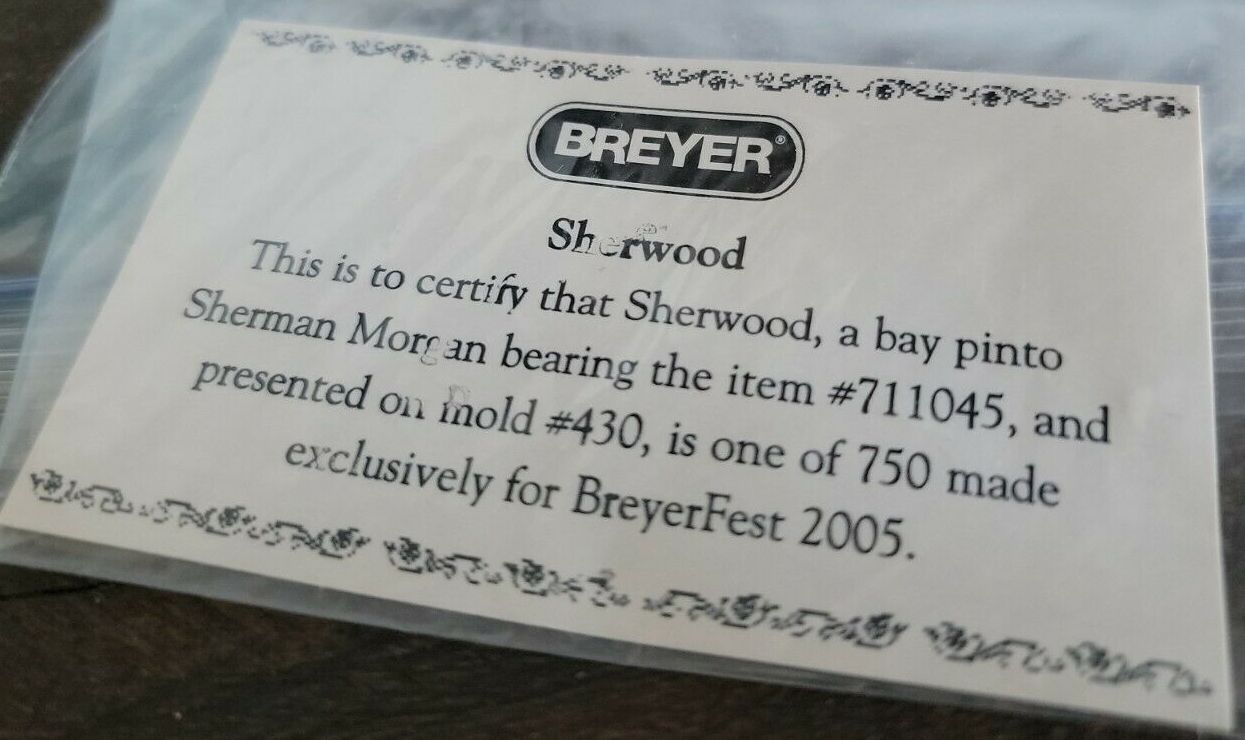 BREYER®
Sherwood
This is to certify that Sherwood, a bay pinto
Sherman Morgan bearing the item #711045, and
presented on mold #430, is one of 750 made
exclusively for BreyerFest 2005.